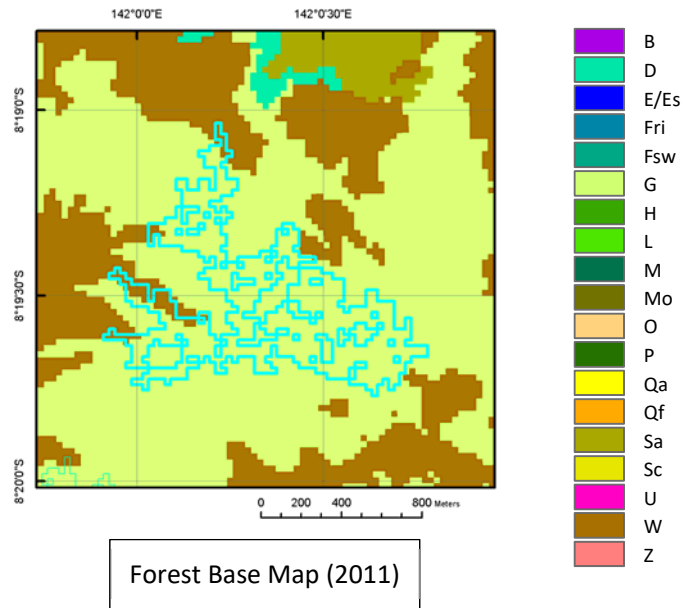 142°0'0"E
142°0'30"E
8°19'0"S
8°19'30"S
8°20'0"S
0 200 400 800 Meters
Forest Base Map (2011)
B
D
E/Es
Fri
Fsw
G
H
L
M
Mo
O
P
Qa
Qf
Sa
Sc
U
W
Z